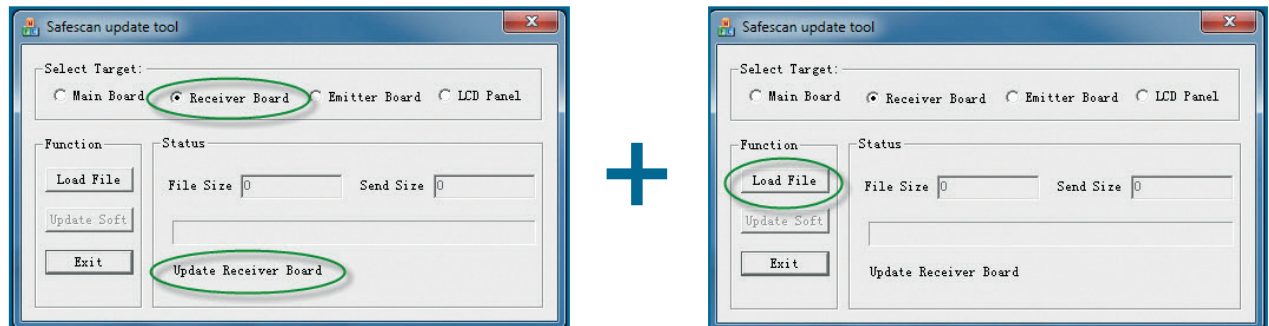 Safescan update tool
Select Target:
Main Board Receiver Board Emitter Board LCD Panel
Function
Load File
Update Soft
Exit
Status
File Size 0 Send Size 0
Update Receiver Board
+
Safescan update tool
Select Target:
Main Board Receiver Board Emitter Board LCD Panel
Function
Load File
Update Soft
Exit
Status
File Size 0 Send Size 0
Update Receiver Board